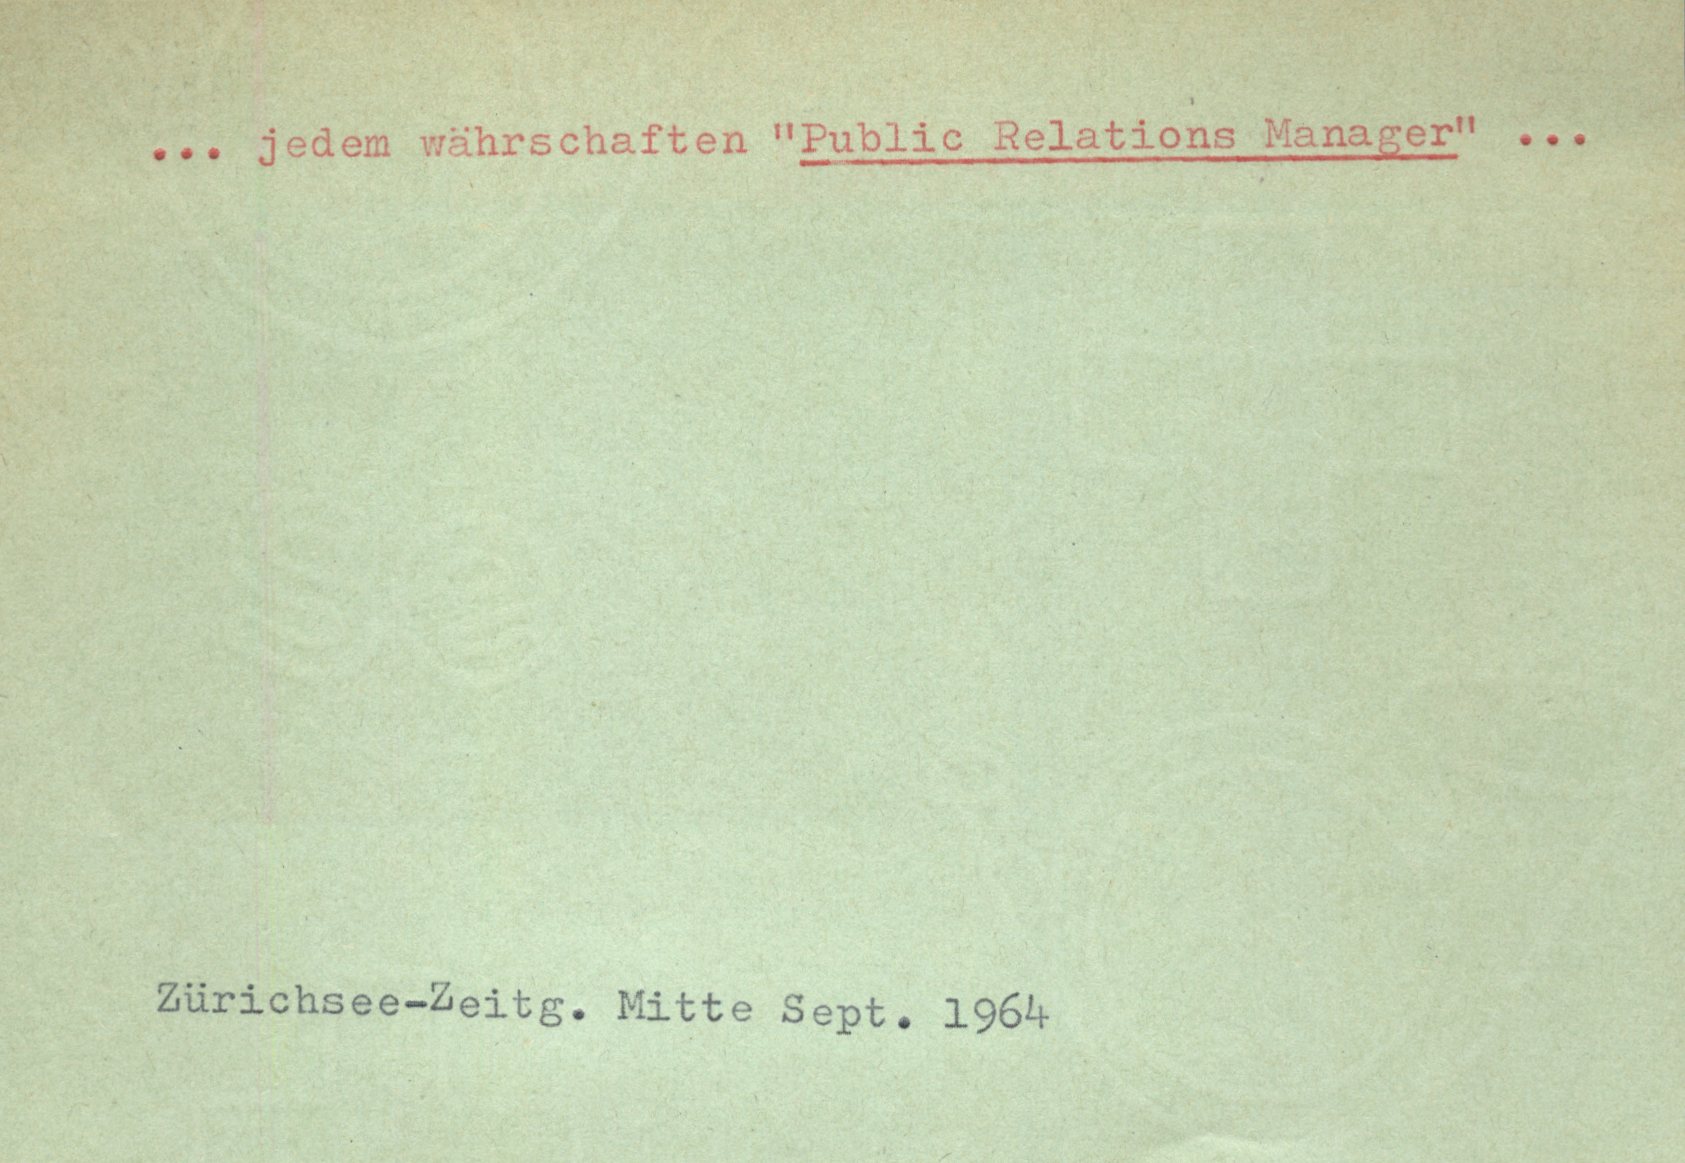 ... jedem währschaften "Public Relations Manager" ...
Zürichsee-Zeitg. Mitte Sept. 1964